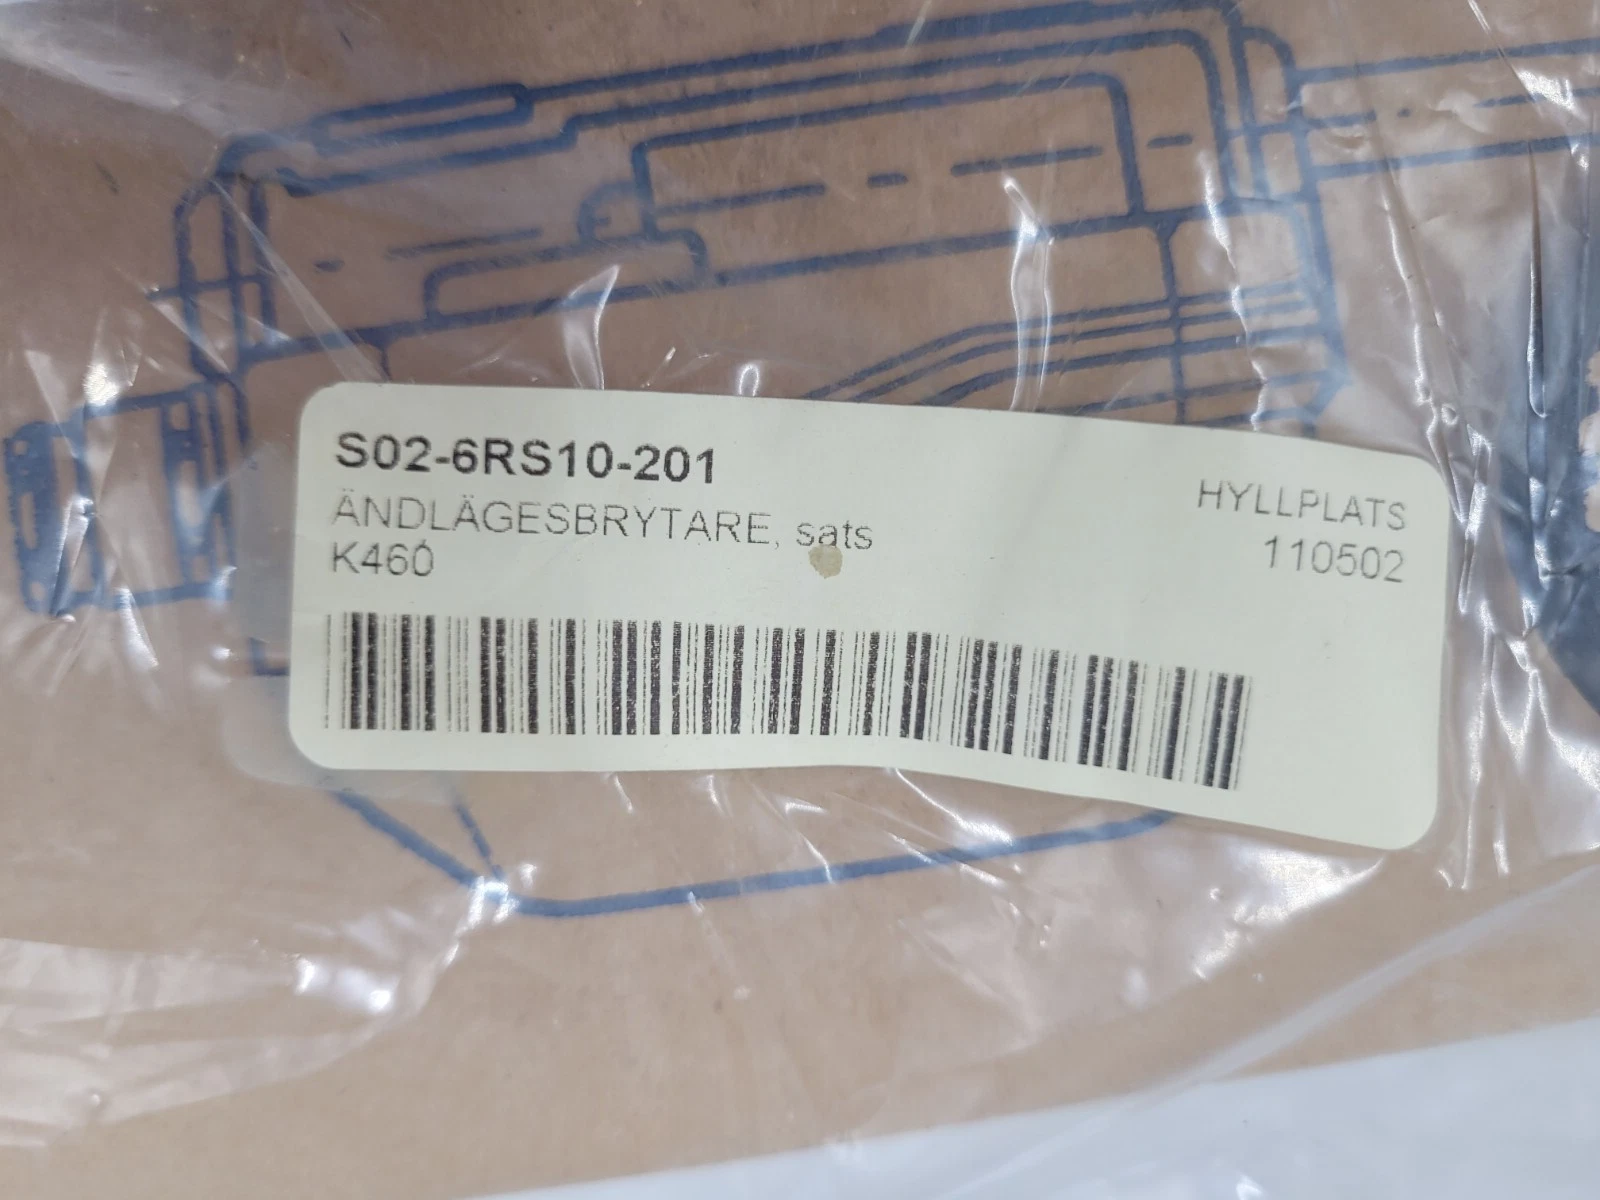 S02-6RS10-201
ÄNDLÄGESBRYTARE, sats
K460
HYLLPLATS
110502